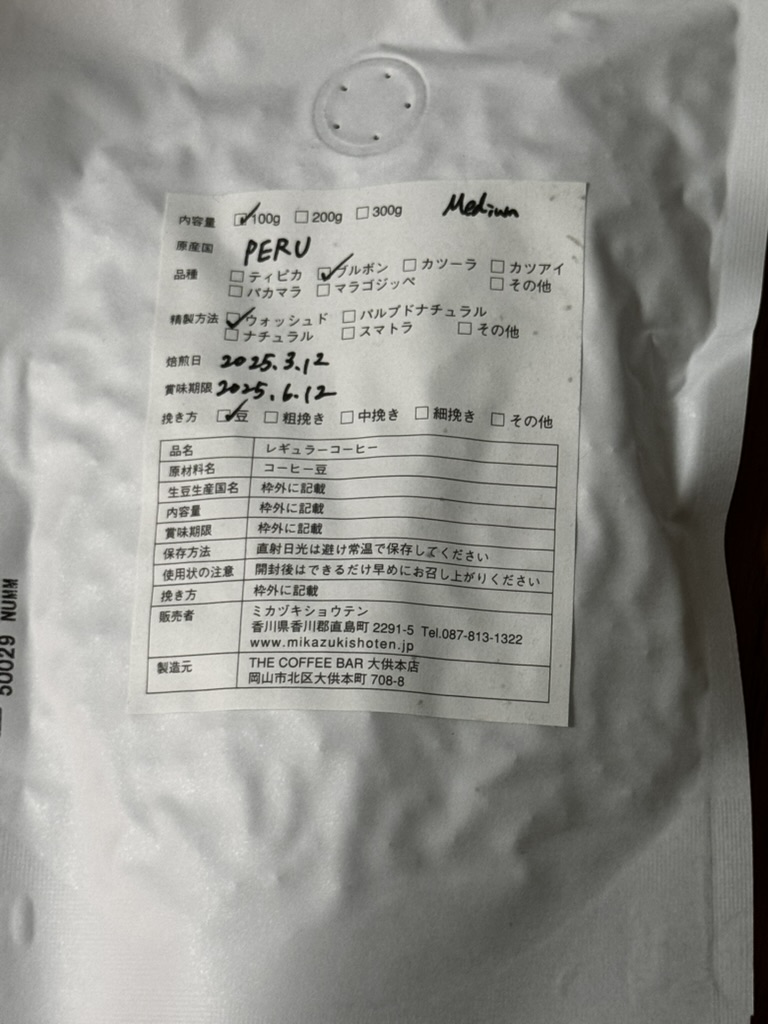 内容量 ☑100g □200g □300g Medium
原産国 PERU
品種 □ティピカ ☑ブルボン □カツーラ □カツアイ
□パカマラ □マラゴジッペ □その他
精製方法 ☑ウォッシュド □パルプドナチュラル
□ナチュラル □スマトラ □その他
焙煎日 2025.3.12
賞味期限 2025.6.12
挽き方 ☑豆 □粗挽き □中挽き □細挽き □その他
品名 レギュラーコーヒー
原材料名 コーヒー豆
生豆生産国名 枠外に記載
内容量 枠外に記載
賞味期限 枠外に記載
保存方法 直射日光は避け常温で保存してください
使用状の注意 開封後はできるだけ早めにお召し上がりください
挽き方 枠外に記載
販売者 ミカヅキショウテン
香川県香川郡直島町 2291-5 Tel.087-813-1322
www.mikazukishoten.jp
製造元 THE COFFEE BAR 大供本店
岡山市北区大供本町 708-8
50029 NUMM